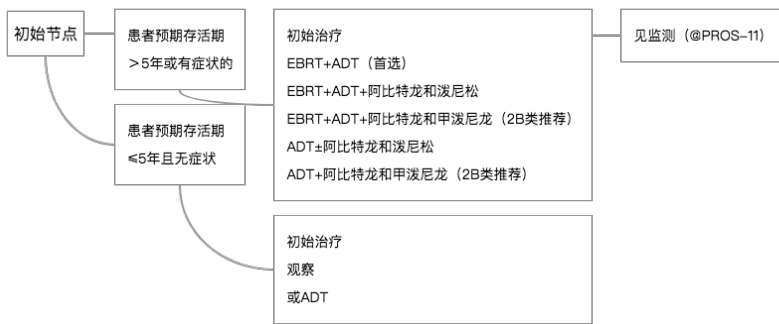 初始节点
患者预期存活期
>5年或有症状的
患者预期存活期
≤5年且无症状
初始治疗
EBRT+ADT（首选）
EBRT+ADT+阿比特龙和泼尼松
EBRT+ADT+阿比特龙和甲泼尼龙（2B类推荐）
ADT±阿比特龙和泼尼松
ADT+阿比特龙和甲泼尼龙（2B类推荐）
初始治疗
观察
或ADT
见监测（@PROS-11）